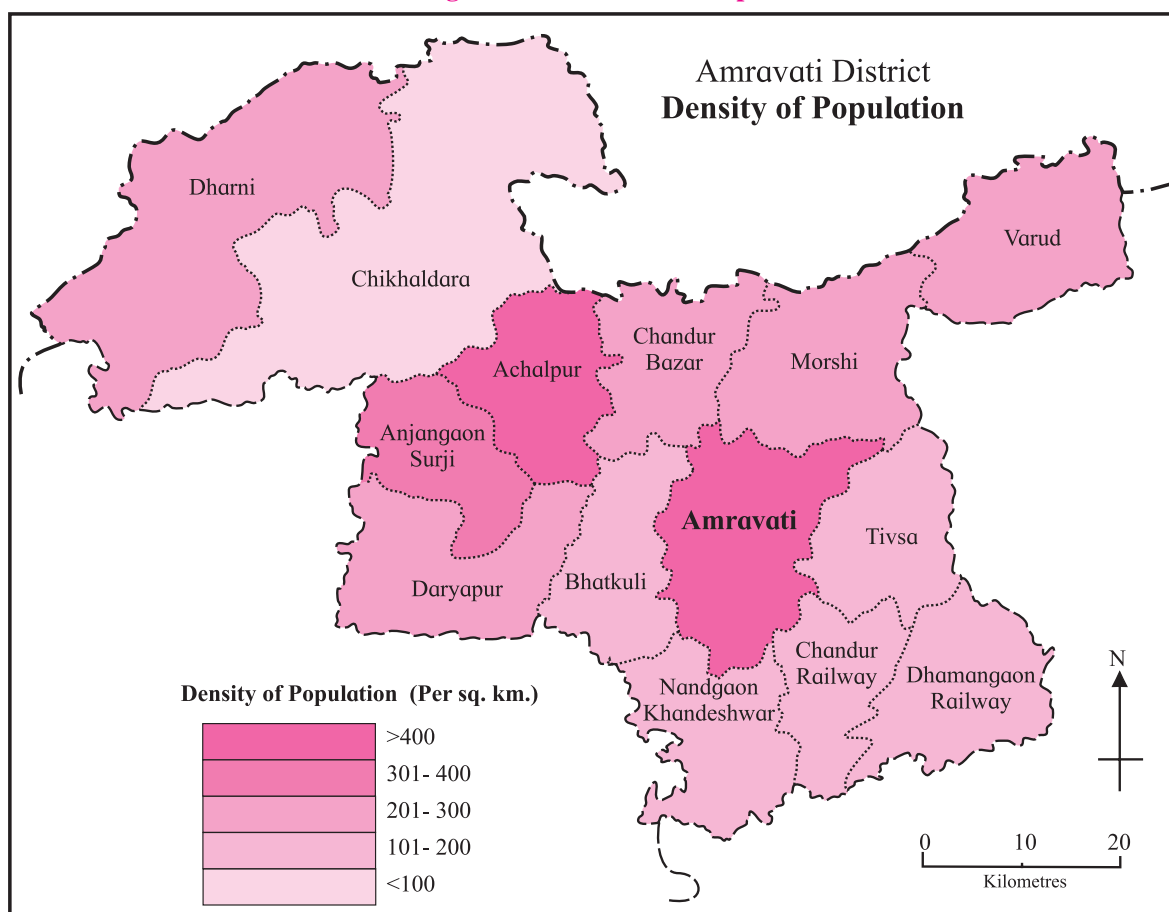 Amravati District
Density of Population
Dharni
Varud
Chikhaldara
Chandur
Bazar
Achalpur
Morshi
Anjangaon
Surji
Amravati
Tivsa
Bhatkuli
Daryapur
Chandur
Railway
Dhamangaon
Railway
Nandgaon
Khandeshwar
N
Density of Population (Per sq. km.)
>400
301- 400
201- 300
101- 200
<100
0 10 20
Kilometres